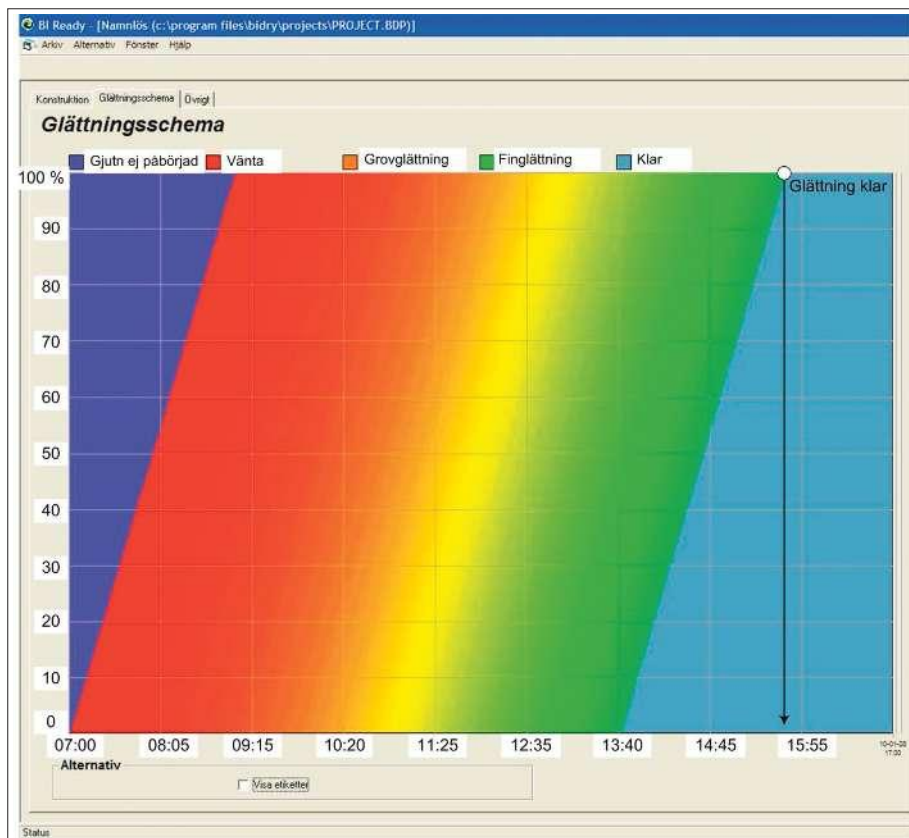 BI Ready - [Namnlös (c:\program files\bidry\projects\PROJECT.BDP)]
Arkiv Alternativ Fönster Hjälp
Konstruktion Glättningsschema Övrigt
Glättningsschema
Gjutn ej påbörjad Vänta Grovglättning Finglättning Klar
100 %
Glättning klar
90
80
70
60
50
40
30
20
10
0
07:00 08:05 09:15 10:20 11:25 12:35 13:40 14:45 15:55
17:00
Alternativ
Visa etiketter
Status